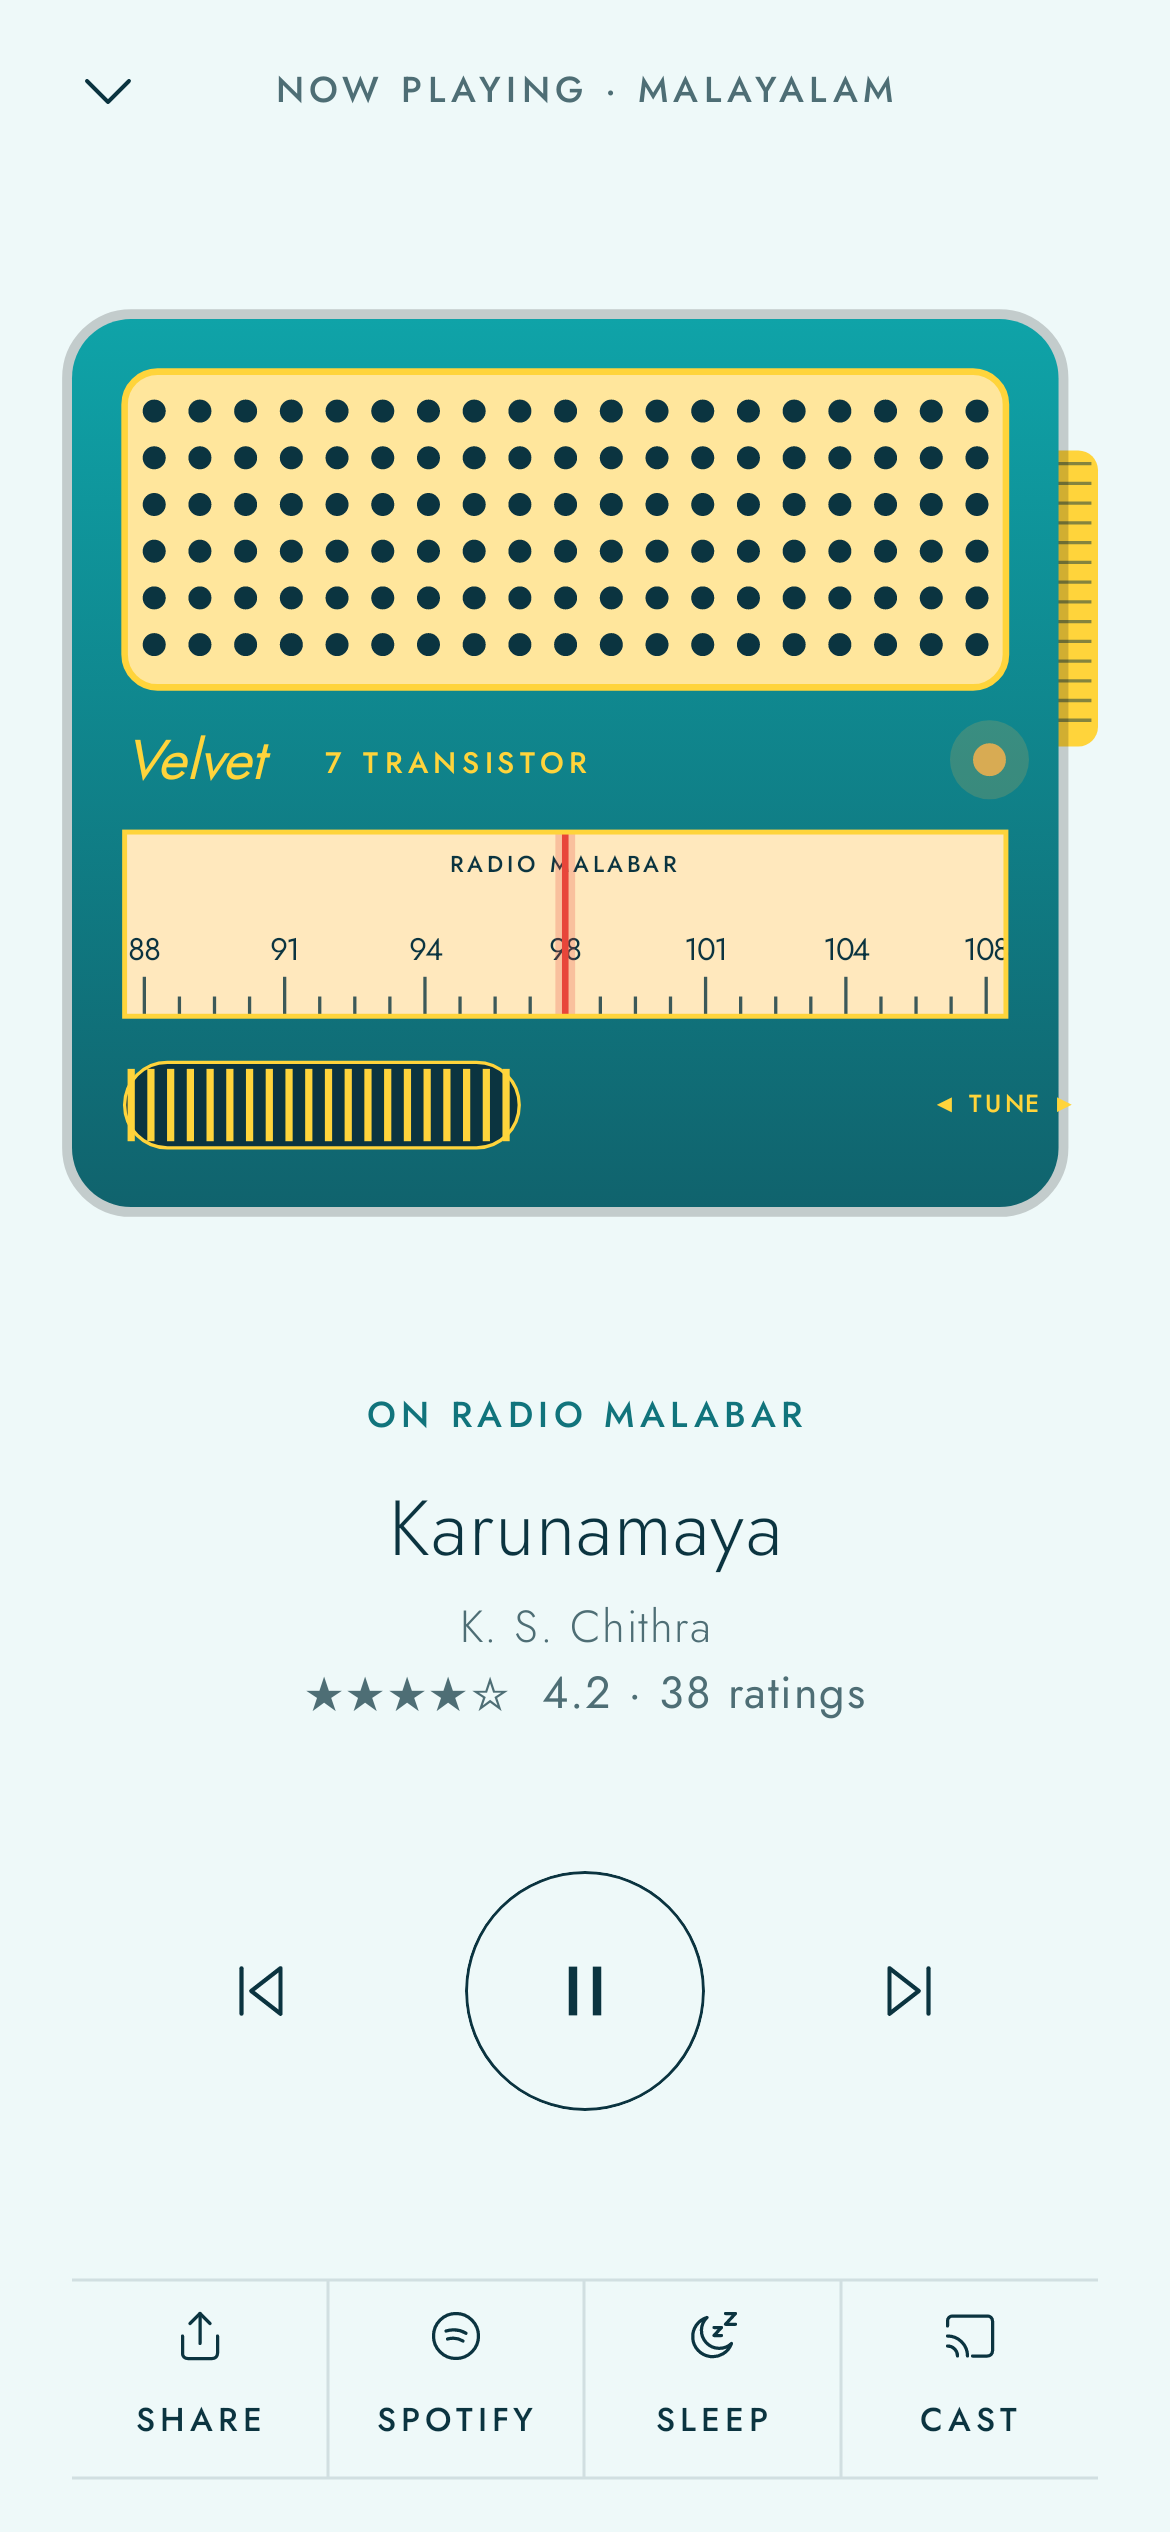 NOW PLAYING · MALAYALAM
Velvet 7 TRANSISTOR
RADIO MALABAR
88 91 94 98 101 104 108
◀ TUNE ▶
ON RADIO MALABAR
Karunamaya
K. S. Chithra
★★★★☆ 4.2 · 38 ratings
SHARE SPOTIFY SLEEP CAST